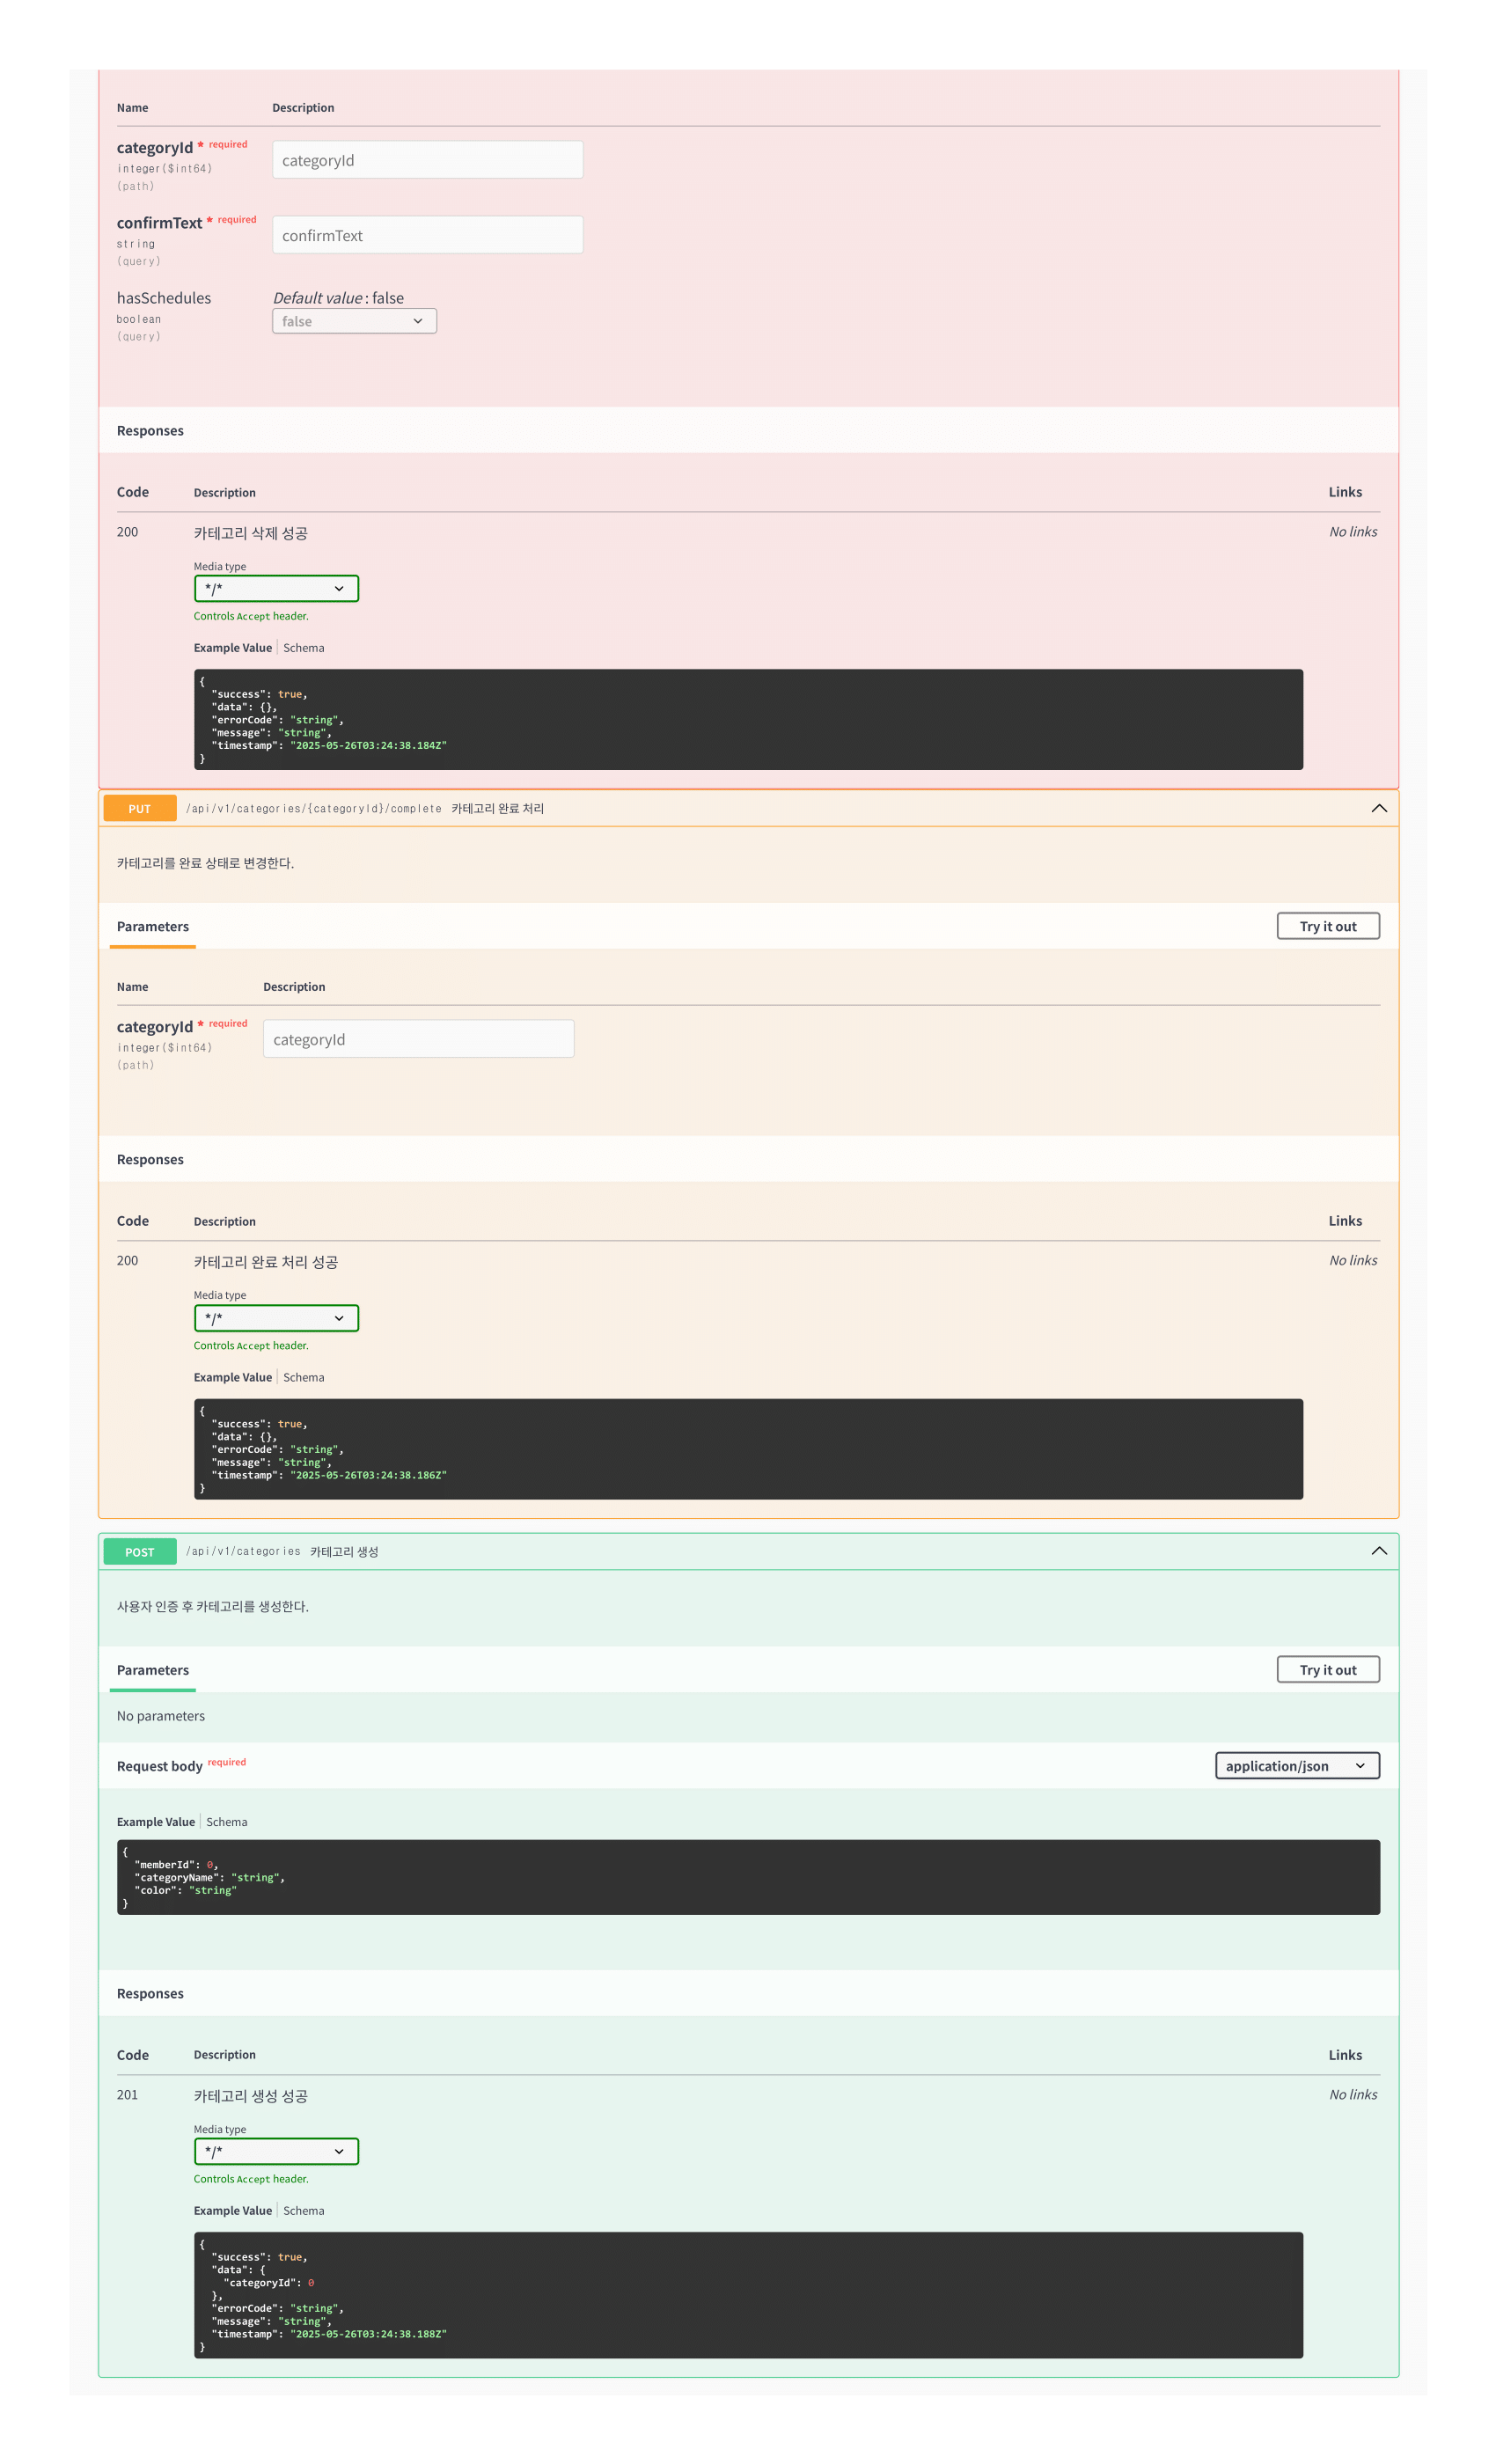 Name Description
categoryId * required
integer($int64)
(path)
categoryId
confirmText * required
string
(query)
confirmText
hasSchedules
boolean
(query)
Default value : false
false
Responses
Code Description Links
200 카테고리 삭제 성공 No links
Media type
*/*
Controls Accept header.
Example Value Schema
{
  "success": true,
  "data": {},
  "errorCode": "string",
  "message": "string",
  "timestamp": "2025-05-26T03:24:38.184Z"
}
PUT /api/v1/categories/{categoryId}/complete 카테고리 완료 처리
카테고리를 완료 상태로 변경한다.
Parameters Try it out
Name Description
categoryId * required
integer($int64)
(path)
categoryId
Responses
Code Description Links
200 카테고리 완료 처리 성공 No links
Media type
*/*
Controls Accept header.
Example Value Schema
{
  "success": true,
  "data": {},
  "errorCode": "string",
  "message": "string",
  "timestamp": "2025-05-26T03:24:38.186Z"
}
POST /api/v1/categories 카테고리 생성
사용자 인증 후 카테고리를 생성한다.
Parameters Try it out
No parameters
Request body required application/json
Example Value Schema
{
  "memberId": 0,
  "categoryName": "string",
  "color": "string"
}
Responses
Code Description Links
201 카테고리 생성 성공 No links
Media type
*/*
Controls Accept header.
Example Value Schema
{
  "success": true,
  "data": {
    "categoryId": 0
  },
  "errorCode": "string",
  "message": "string",
  "timestamp": "2025-05-26T03:24:38.188Z"
}